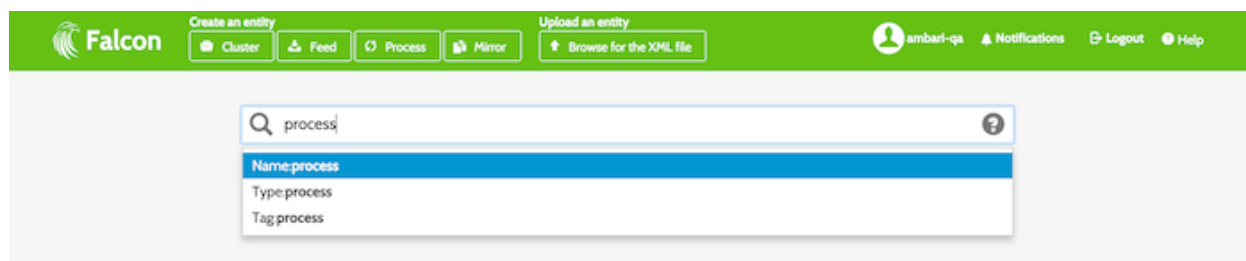 Falcon
Create an entity
Cluster Feed Process Mirror
Upload an entity
Browse for the XML file
ambari-qa Notifications Logout Help
process
Name:process
Type:process
Tag:process